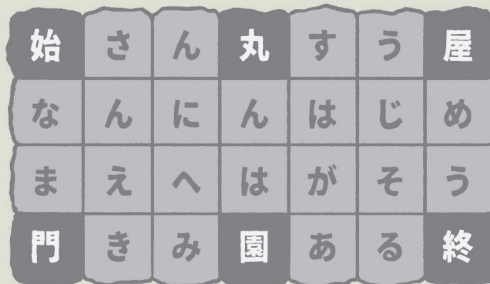 始さん丸すう屋
なんにんはじめ
まえへはがそう
門きみ園ある終